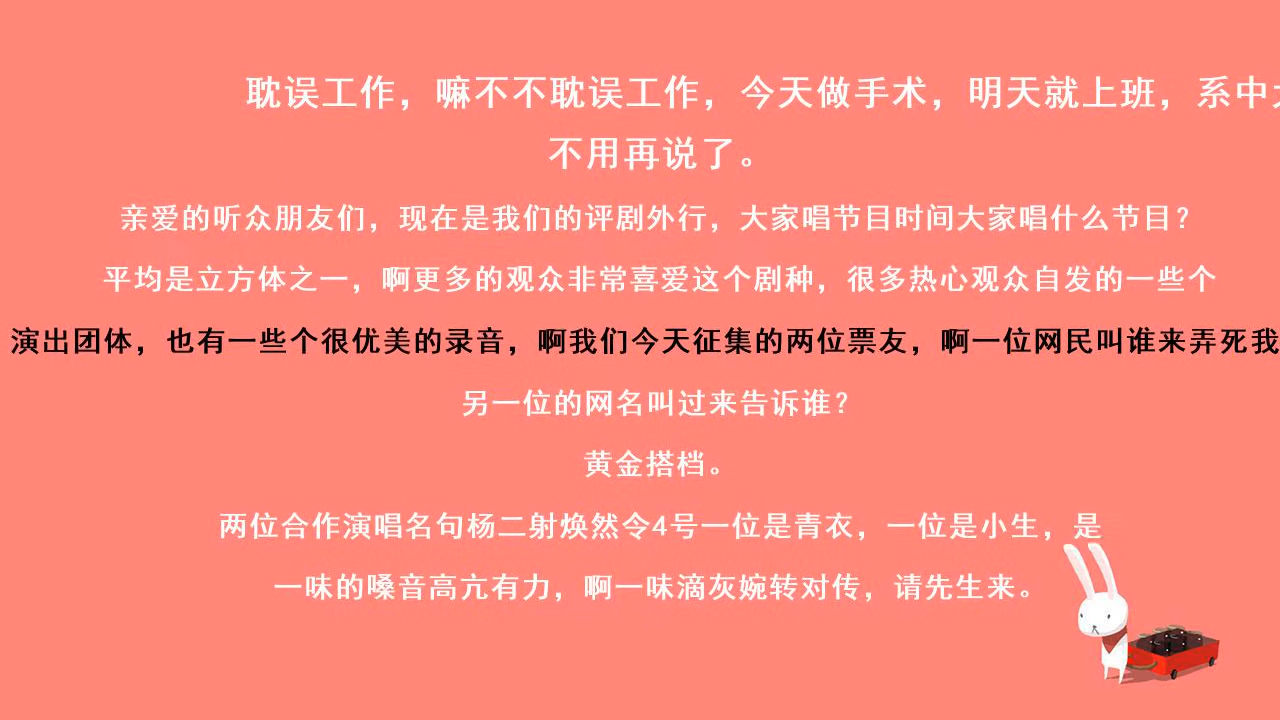 耽误工作，嘛不不耽误工作，今天做手术，明天就上班，系中
不用再说了。
亲爱的听众朋友们，现在是我们的评剧外行，大家唱节目时间大家唱什么节目？
平均是立方体之一，啊更多的观众非常喜爱这个剧种，很多热心观众自发的一些个
演出团体，也有一些个很优美的录音，啊我们今天征集的两位票友，啊一位网民叫谁来弄死我
另一位的网名叫过来告诉谁？
黄金搭档。
两位合作演唱名句杨二射焕然令4号一位是青衣，一位是小生，是
一味的嗓音高亢有力，啊一味滴灰婉转对传，请先生来。